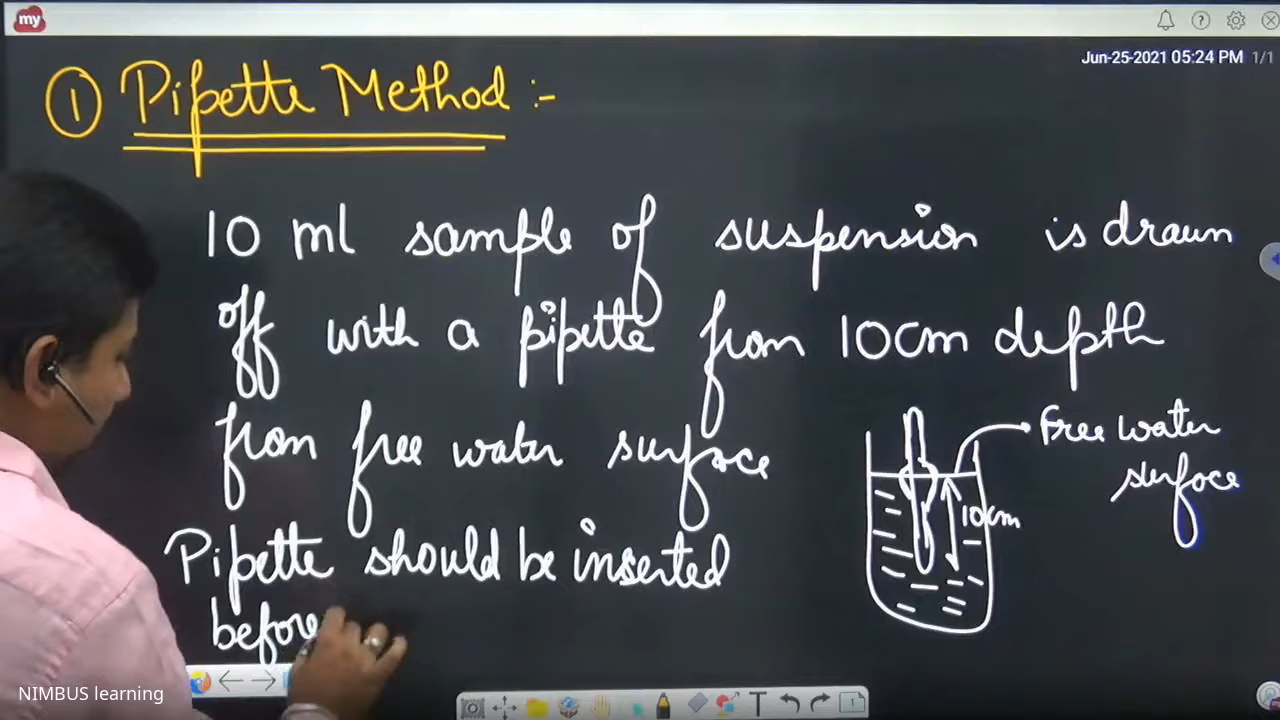 my
Jun-25-2021 05:24 PM 1/1
① Pipette Method :-
10 ml sample of suspension is drawn
off with a pipette from 10cm depth
from free water surface
Free water
surface
10cm
Pipette should be inserted
before
NIMBUS learning
T
1